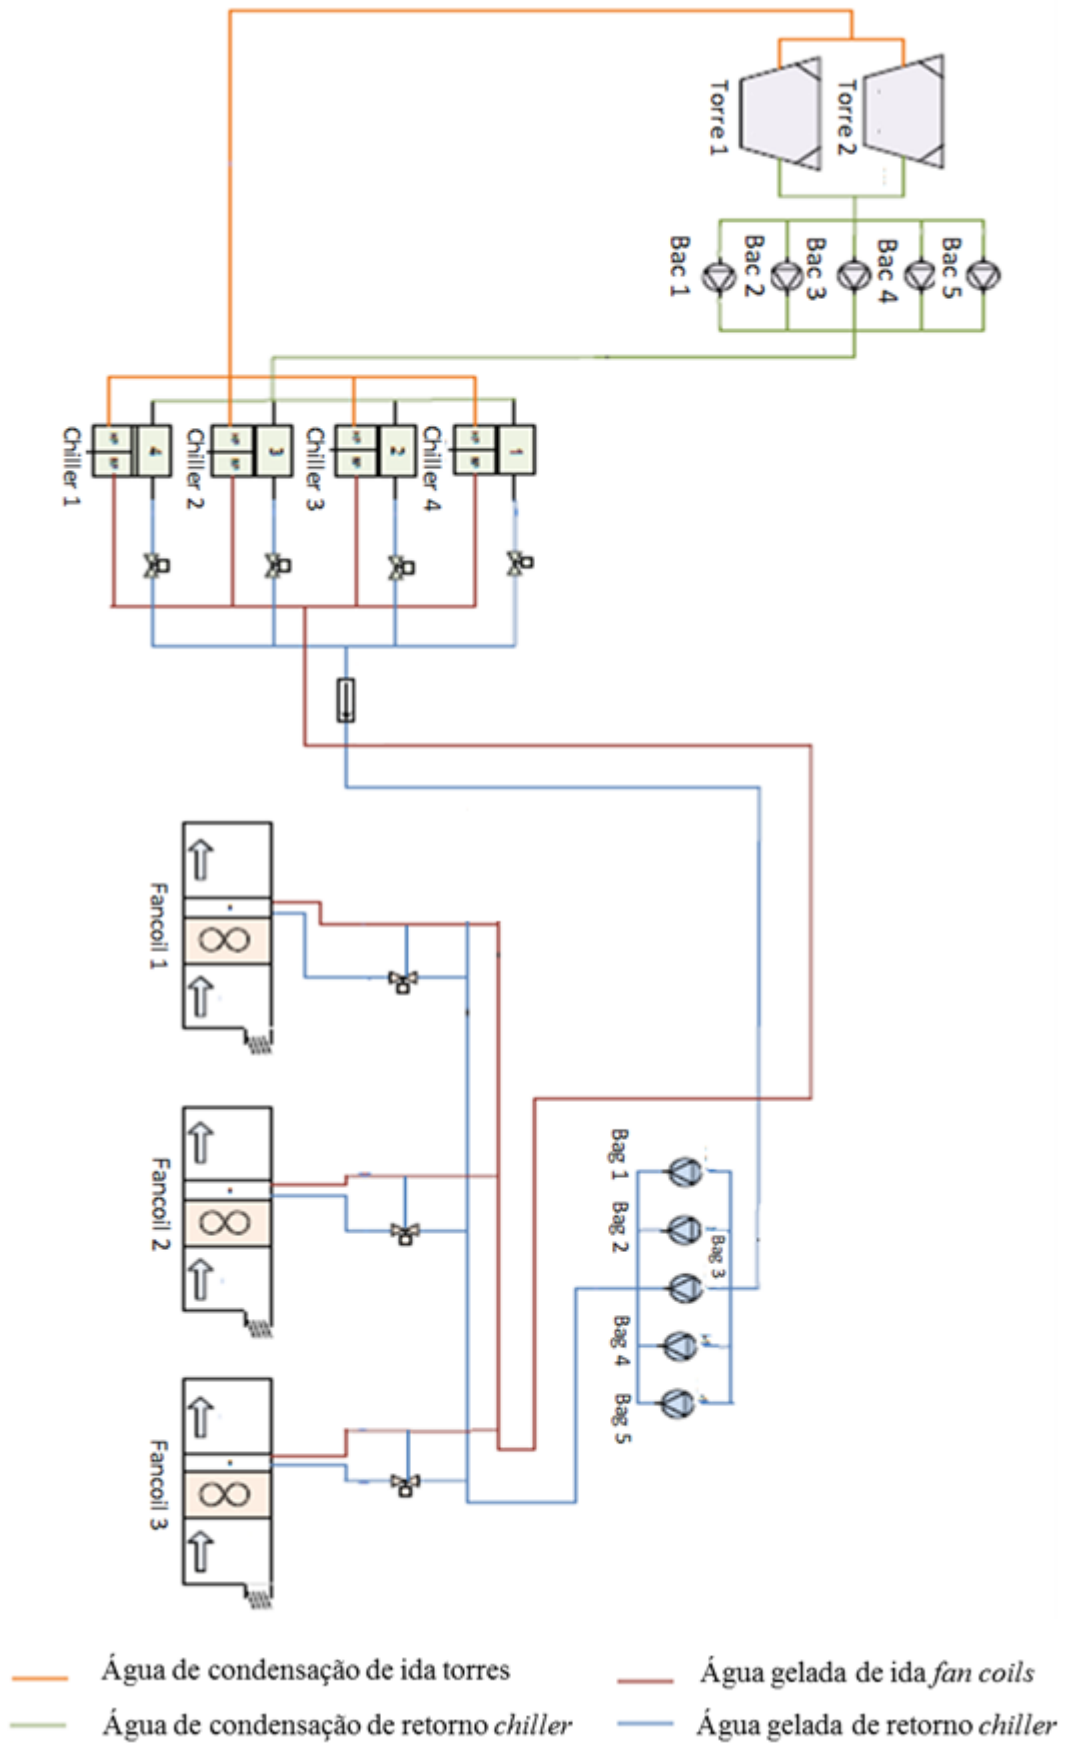 Torre 1
Torre 2
Bac 1
Bac 2
Bac 3
Bac 4
Bac 5
4
3
2
1
Chiller 1
Chiller 2
Chiller 3
Chiller 4
Fancoil 1
Fancoil 2
Fancoil 3
Bag 1
Bag 2
Bag 3
Bag 4
Bag 5
Água de condensação de ida torres
Água gelada de ida fan coils
Água de condensação de retorno chiller
Água gelada de retorno chiller